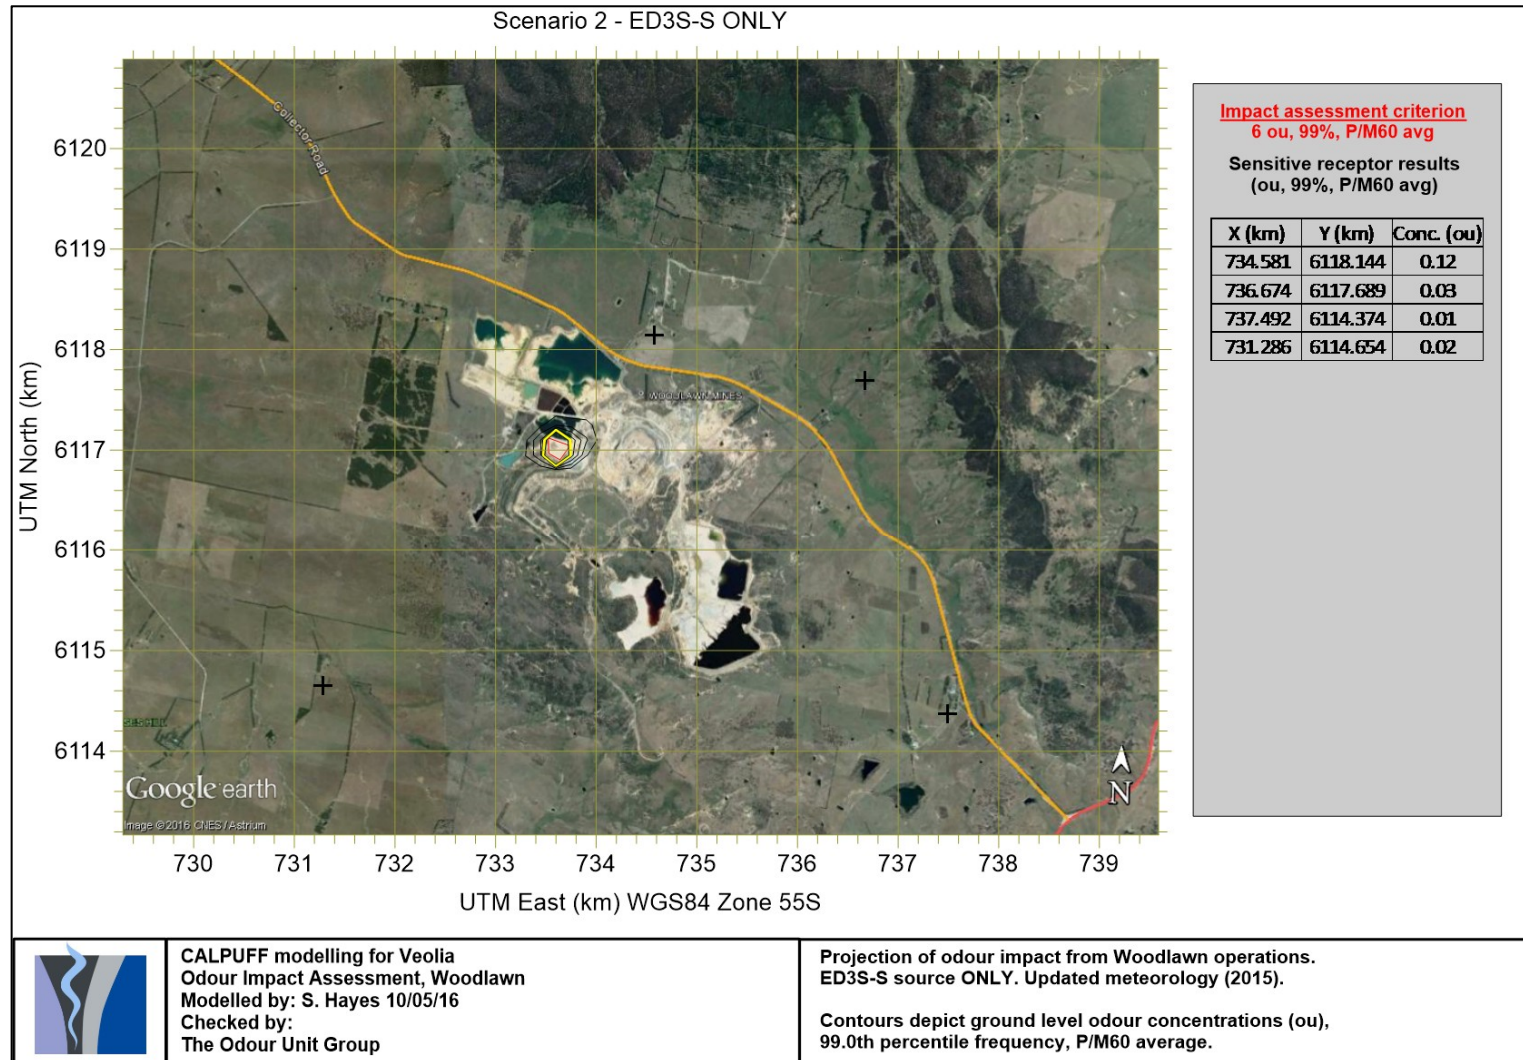 Scenario 2 - ED3S-S ONLY
Collector Road
WOODLAWN MINES
UTM North (km)
6120
6119
6118
6117
6116
6115
6114
Google earth
Image © 2016 CNES / Astrium
N
730 731 732 733 734 735 736 737 738 739
UTM East (km) WGS84 Zone 55S
Impact assessment criterion
6 ou, 99%, P/M60 avg
Sensitive receptor results
(ou, 99%, P/M60 avg)
X (km) Y (km) Conc. (ou)
734.581 6118.144 0.12
736.674 6117.689 0.03
737.492 6114.374 0.01
731.286 6114.654 0.02
CALPUFF modelling for Veolia
Odour Impact Assessment, Woodlawn
Modelled by: S. Hayes 10/05/16
Checked by:
The Odour Unit Group
Projection of odour impact from Woodlawn operations.
ED3S-S source ONLY. Updated meteorology (2015).
Contours depict ground level odour concentrations (ou),
99.0th percentile frequency, P/M60 average.